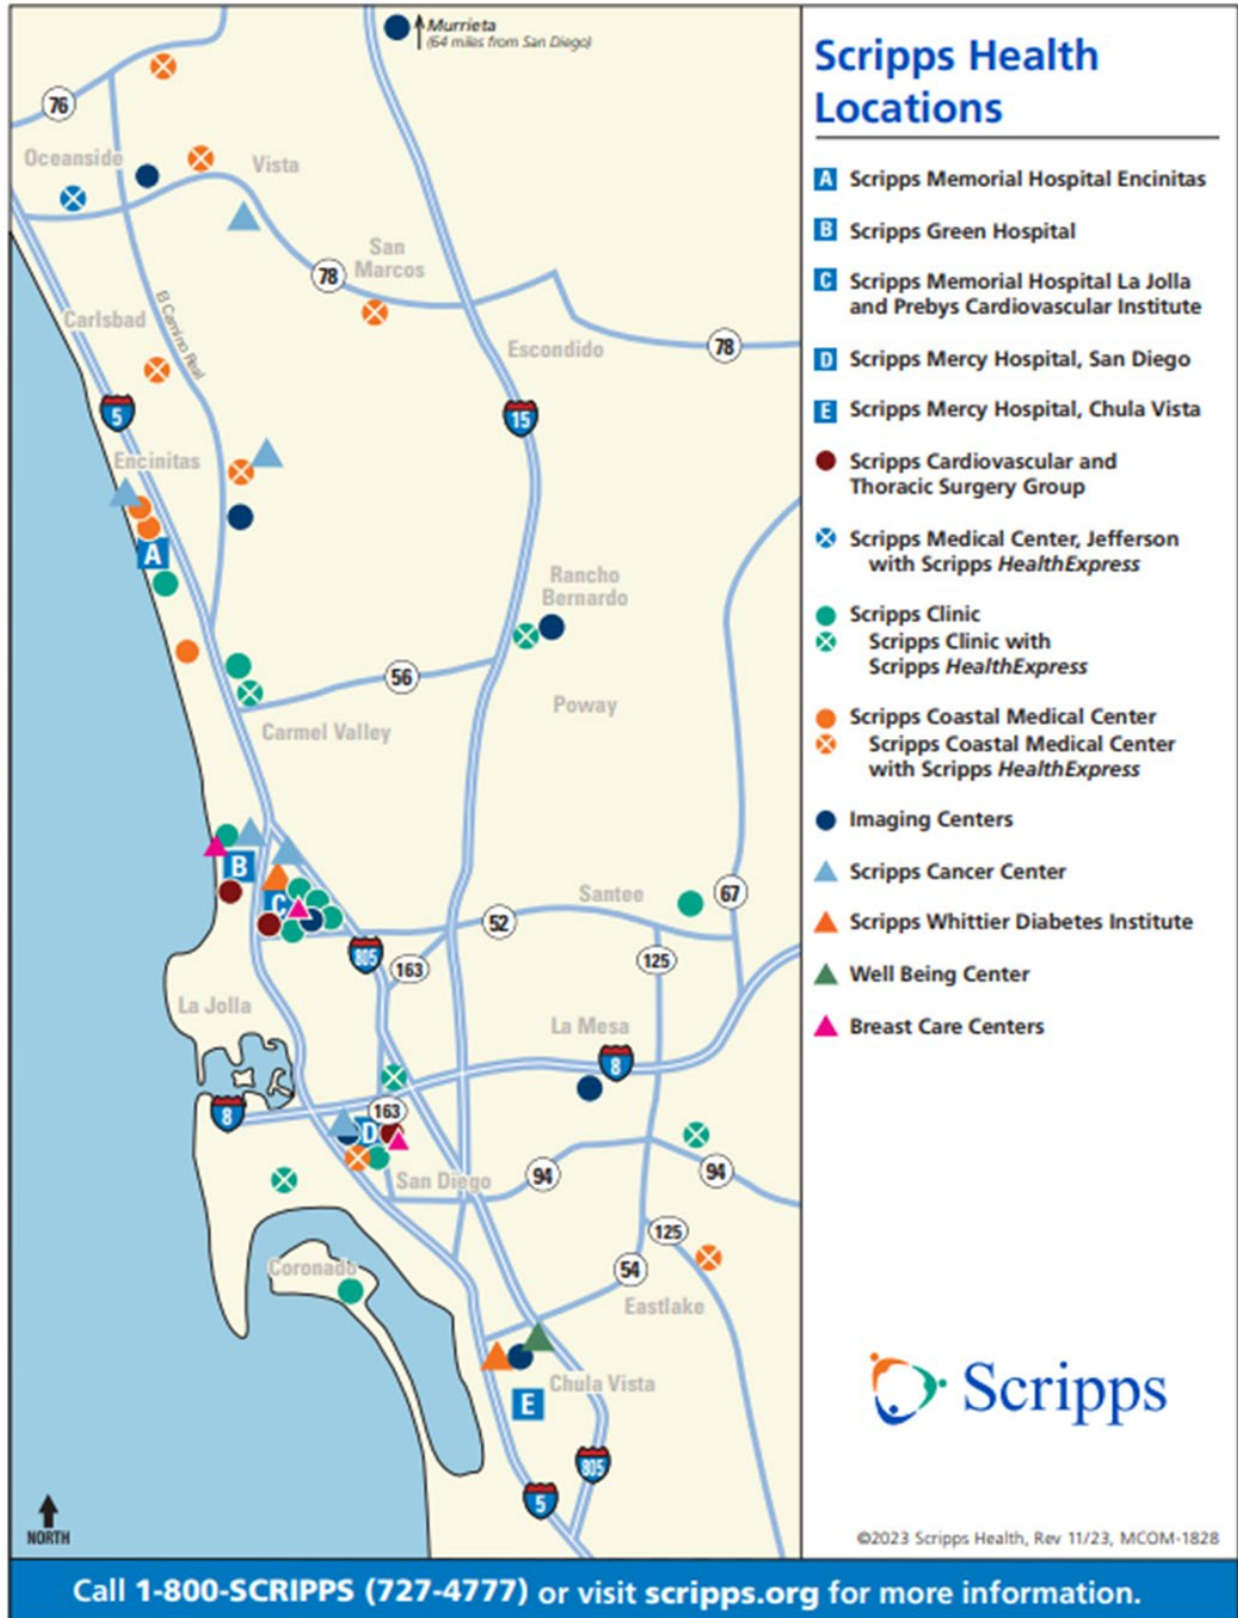 Murrieta
(64 miles from San Diego)
76
Oceanside
Vista
San
Marcos
78
El Camino Real
Carlsbad
Escondido
78
5
15
Encinitas
A
Rancho
Bernardo
56
Poway
Carmel Valley
B
C
Santee
67
52
805
163
125
La Jolla
La Mesa
8
8
163
D
San Diego
94
94
125
Coronado
54
Eastlake
Chula Vista
E
805
5
NORTH
Scripps Health
Locations
A Scripps Memorial Hospital Encinitas
B Scripps Green Hospital
C Scripps Memorial Hospital La Jolla
and Prebys Cardiovascular Institute
D Scripps Mercy Hospital, San Diego
E Scripps Mercy Hospital, Chula Vista
Scripps Cardiovascular and
Thoracic Surgery Group
Scripps Medical Center, Jefferson
with Scripps HealthExpress
Scripps Clinic
Scripps Clinic with
Scripps HealthExpress
Scripps Coastal Medical Center
Scripps Coastal Medical Center
with Scripps HealthExpress
Imaging Centers
Scripps Cancer Center
Scripps Whittier Diabetes Institute
Well Being Center
Breast Care Centers
Scripps
©2023 Scripps Health, Rev 11/23, MCOM-1828
Call 1-800-SCRIPPS (727-4777) or visit scripps.org for more information.